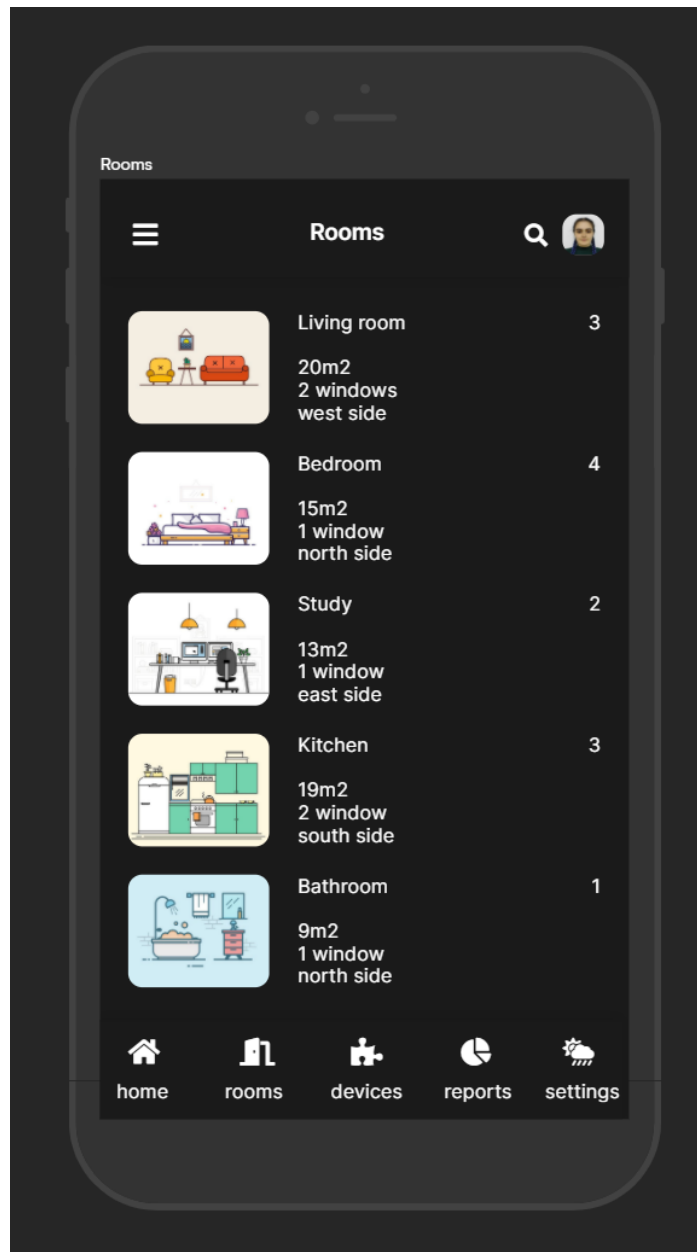 Rooms
Rooms
Living room 3
20m2
2 windows
west side
Bedroom 4
15m2
1 window
north side
Study 2
13m2
1 window
east side
Kitchen 3
19m2
2 window
south side
Bathroom 1
9m2
1 window
north side
home rooms devices reports settings